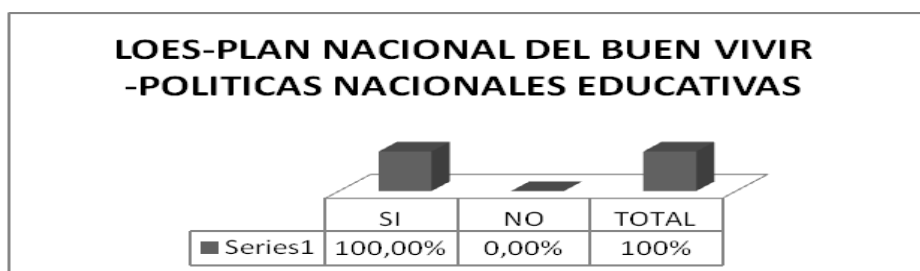 LOES-PLAN NACIONAL DEL BUEN VIVIR
-POLITICAS NACIONALES EDUCATIVAS
SI NO TOTAL
Series1 100,00% 0,00% 100%